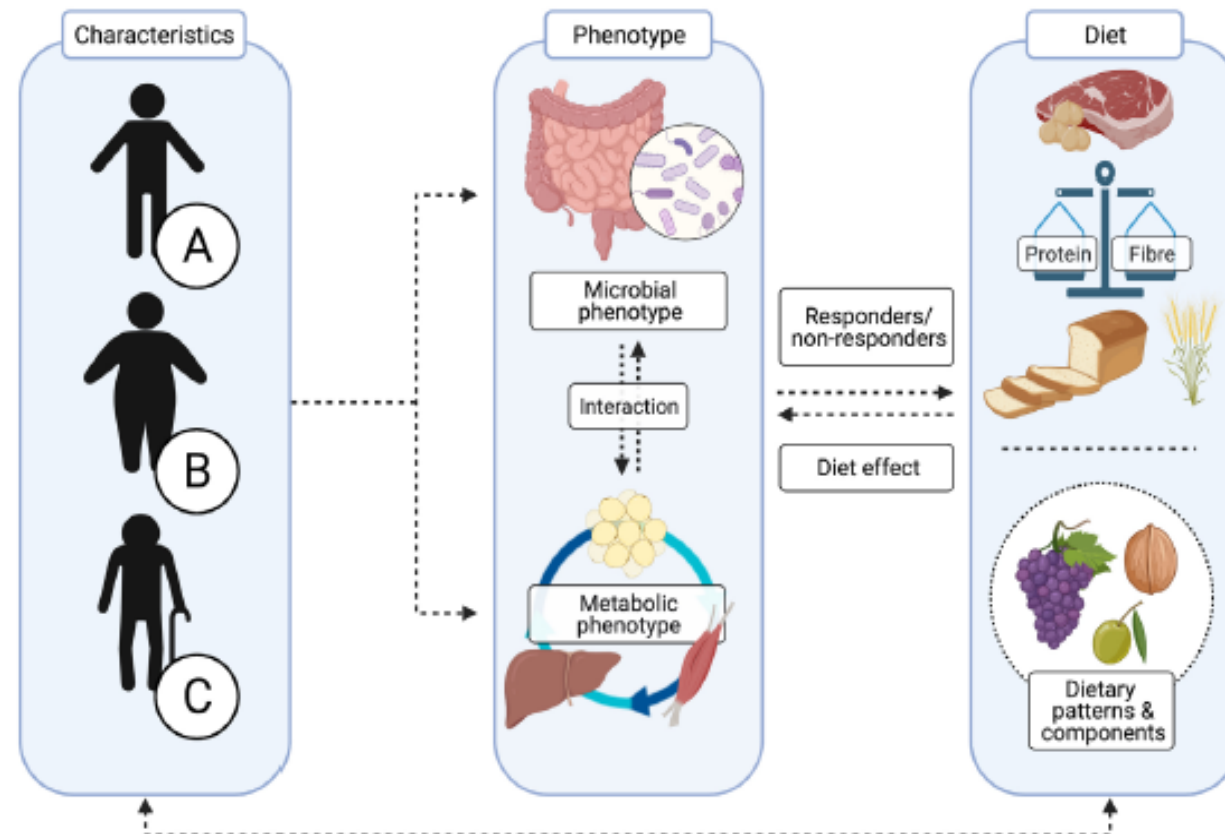 Characteristics
A
B
C
Phenotype
Microbial
phenotype
Interaction
Metabolic
phenotype
Responders/
non-responders
Diet effect
Diet
Protein
Fibre
Dietary
patterns &
components